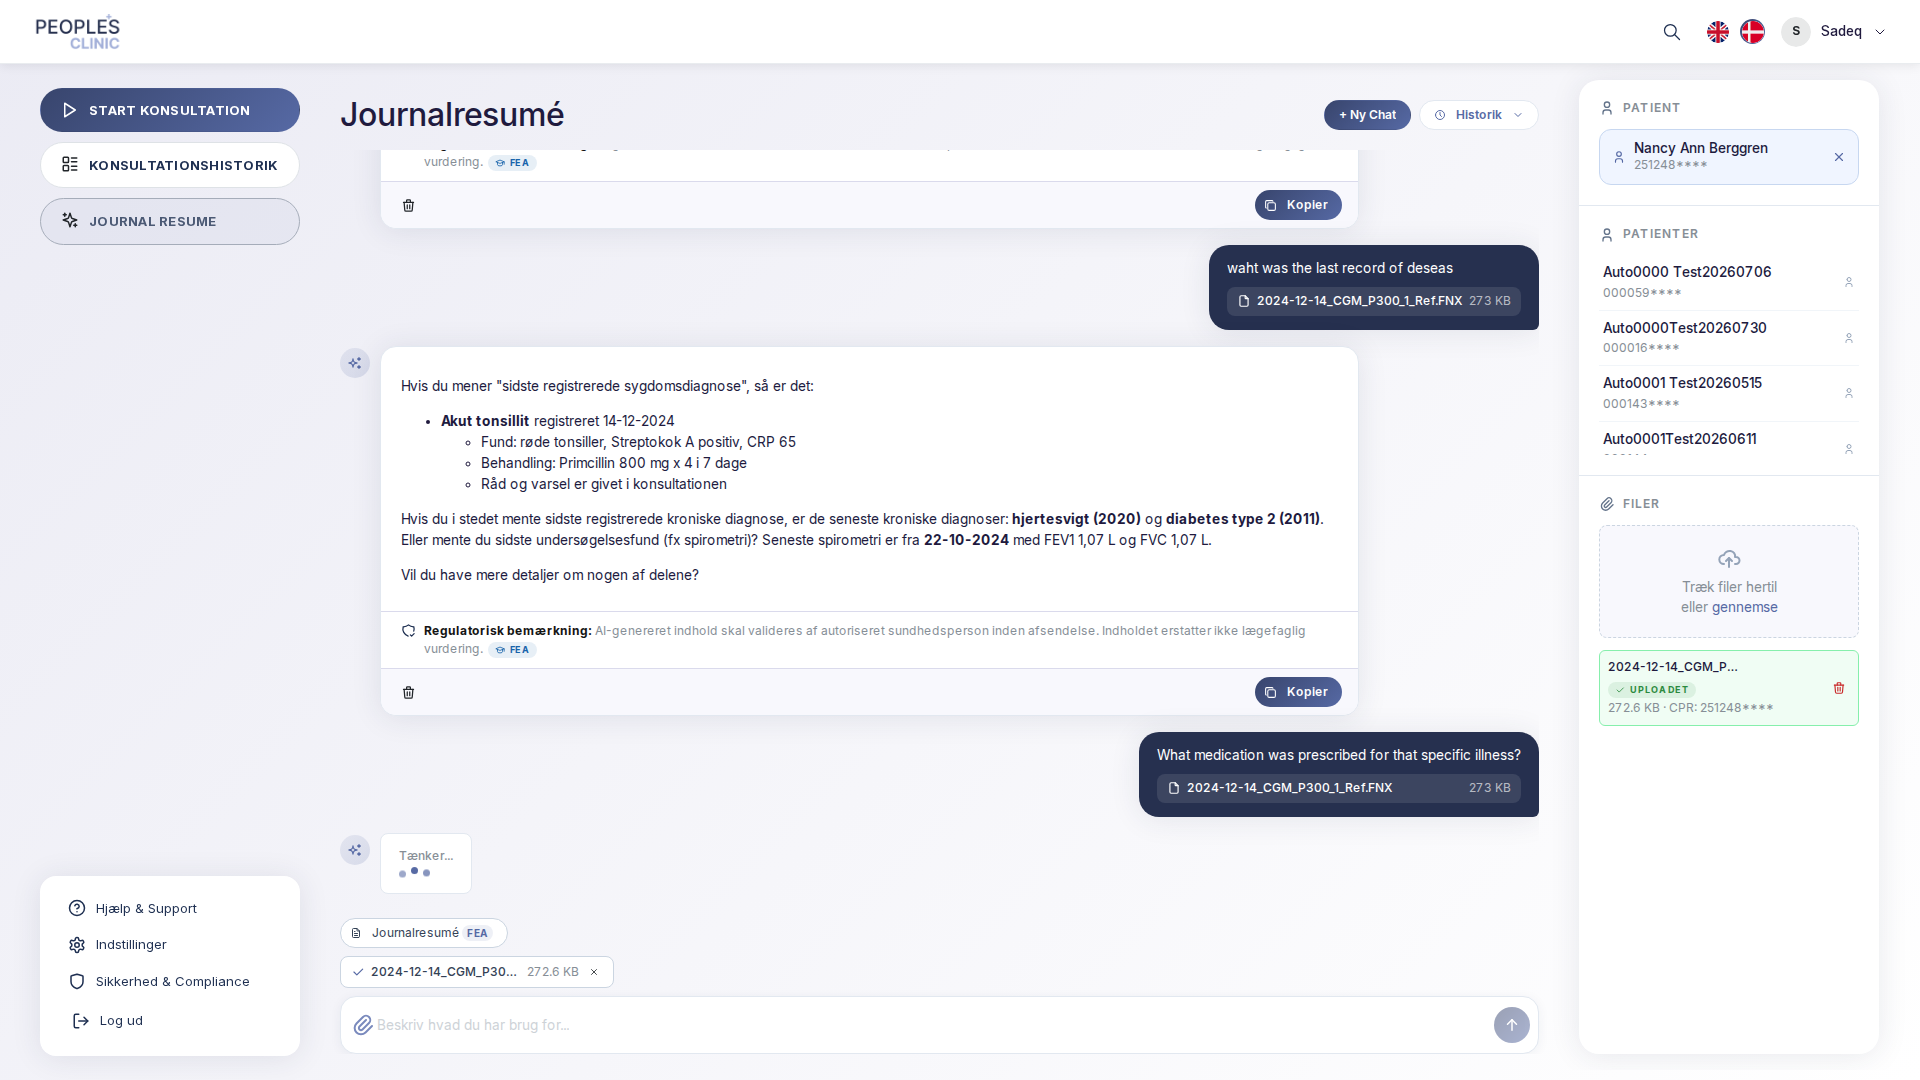 PEOPLE'S
CLINIC
S
Sadeq
START KONSULTATION
KONSULTATIONSHISTORIK
JOURNAL RESUME
Journalresumé
+ Ny Chat
Historik
vurdering. FEA
Kopier
waht was the last record of deseas
2024-12-14_CGM_P300_1_Ref.FNX 273 KB
Hvis du mener "sidste registrerede sygdomsdiagnose", så er det:
• Akut tonsillit registreret 14-12-2024
◦ Fund: røde tonsiller, Streptokok A positiv, CRP 65
◦ Behandling: Primcillin 800 mg x 4 i 7 dage
◦ Råd og varsel er givet i konsultationen
Hvis du i stedet mente sidste registrerede kroniske diagnose, er de seneste kroniske diagnoser: hjertesvigt (2020) og diabetes type 2 (2011).
Eller mente du sidste undersøgelsesfund (fx spirometri)? Seneste spirometri er fra 22-10-2024 med FEV1 1,07 L og FVC 1,07 L.
Vil du have mere detaljer om nogen af delene?
Regulatorisk bemærkning: AI-genereret indhold skal valideres af autoriseret sundhedsperson inden afsendelse. Indholdet erstatter ikke lægefaglig
vurdering. FEA
Kopier
What medication was prescribed for that specific illness?
2024-12-14_CGM_P300_1_Ref.FNX 273 KB
Tænker...
Journalresumé FEA
2024-12-14_CGM_P30... 272.6 KB
Beskriv hvad du har brug for...
Hjælp & Support
Indstillinger
Sikkerhed & Compliance
Log ud
PATIENT
Nancy Ann Berggren
251248****
PATIENTER
Auto0000 Test20260706
000059****
Auto0000Test20260730
000016****
Auto0001 Test20260515
000143****
Auto0001Test20260611
FILER
Træk filer hertil
eller gennemse
2024-12-14_CGM_P...
UPLOADET
272.6 KB · CPR: 251248****